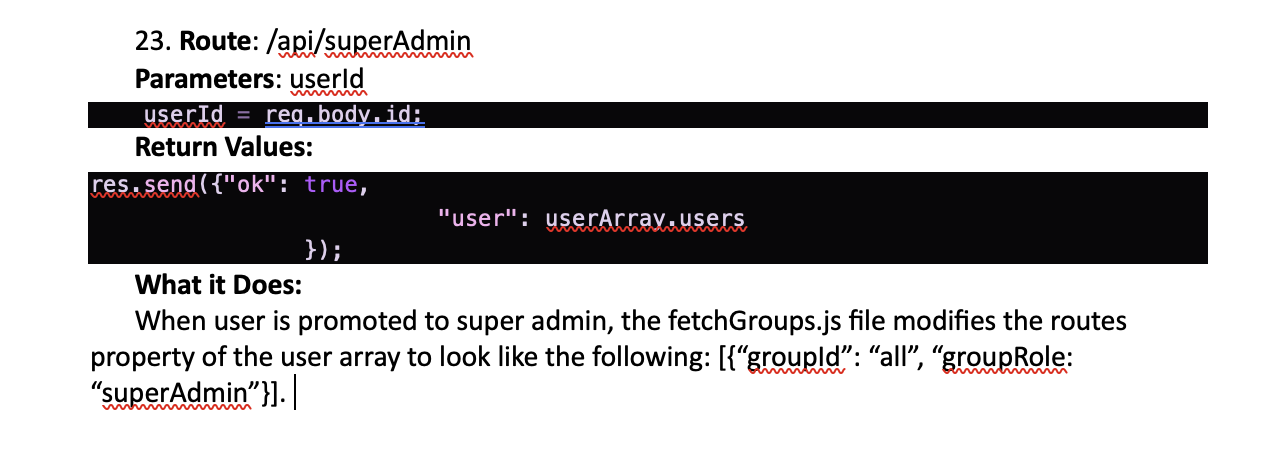 23. Route: /api/superAdmin
Parameters: userId
userId = req.body.id;
Return Values:
res.send({"ok": true,
"user": userArray.users
});
What it Does:
When user is promoted to super admin, the fetchGroups.js file modifies the routes
property of the user array to look like the following: [{“groupId”: “all”, “groupRole:
“superAdmin”}].